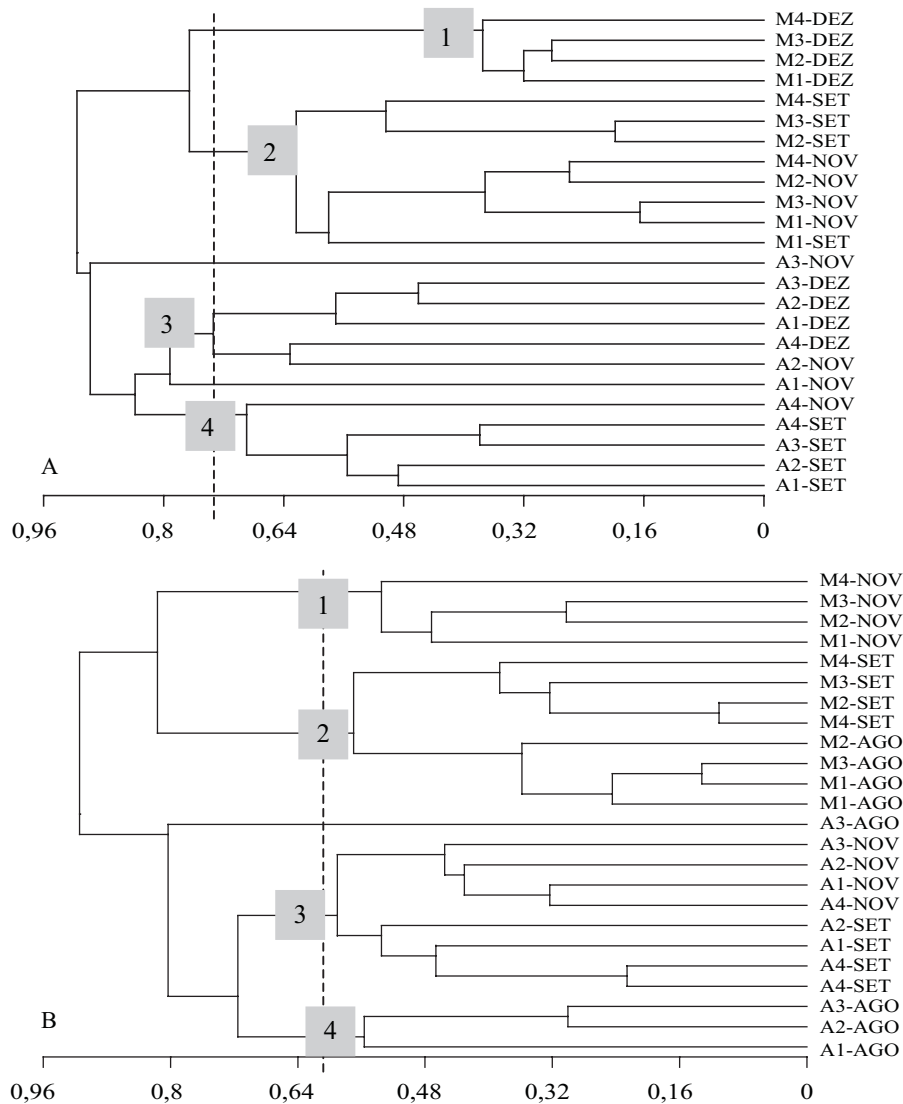 M4-DEZ
1
M3-DEZ
M2-DEZ
M1-DEZ
M4-SET
M3-SET
2
M2-SET
M4-NOV
M2-NOV
M3-NOV
M1-NOV
M1-SET
A3-NOV
A3-DEZ
A2-DEZ
3
A1-DEZ
A4-DEZ
A2-NOV
A1-NOV
A4-NOV
4
A4-SET
A3-SET
A
A2-SET
A1-SET
0,96 0,8 0,64 0,48 0,32 0,16 0
M4-NOV
1
M3-NOV
M2-NOV
M1-NOV
M4-SET
M3-SET
M2-SET
2
M4-SET
M2-AGO
M3-AGO
M1-AGO
M1-AGO
A3-AGO
A3-NOV
A2-NOV
A1-NOV
3
A4-NOV
A2-SET
A1-SET
A4-SET
A4-SET
A3-AGO
B
4
A2-AGO
A1-AGO
0,96 0,8 0,64 0,48 0,32 0,16 0